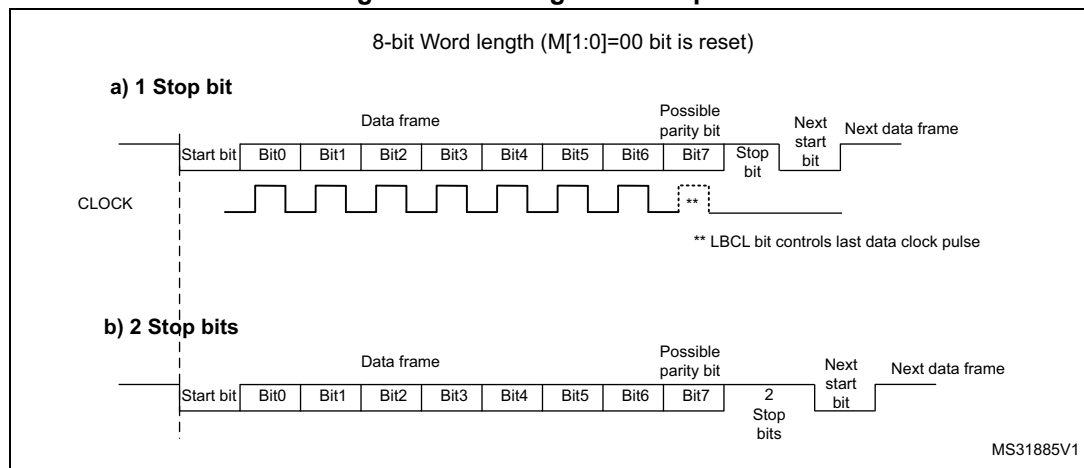 8-bit Word length (M[1:0]=00 bit is reset)
a) 1 Stop bit
Data frame
Possible
parity bit
Next
start
bit
Next data frame
Start bit Bit0 Bit1 Bit2 Bit3 Bit4 Bit5 Bit6 Bit7 Stop
bit
CLOCK
**
** LBCL bit controls last data clock pulse
b) 2 Stop bits
Data frame
Possible
parity bit
Next
start
bit
Next data frame
Start bit Bit0 Bit1 Bit2 Bit3 Bit4 Bit5 Bit6 Bit7 2
Stop
bits
MS31885V1